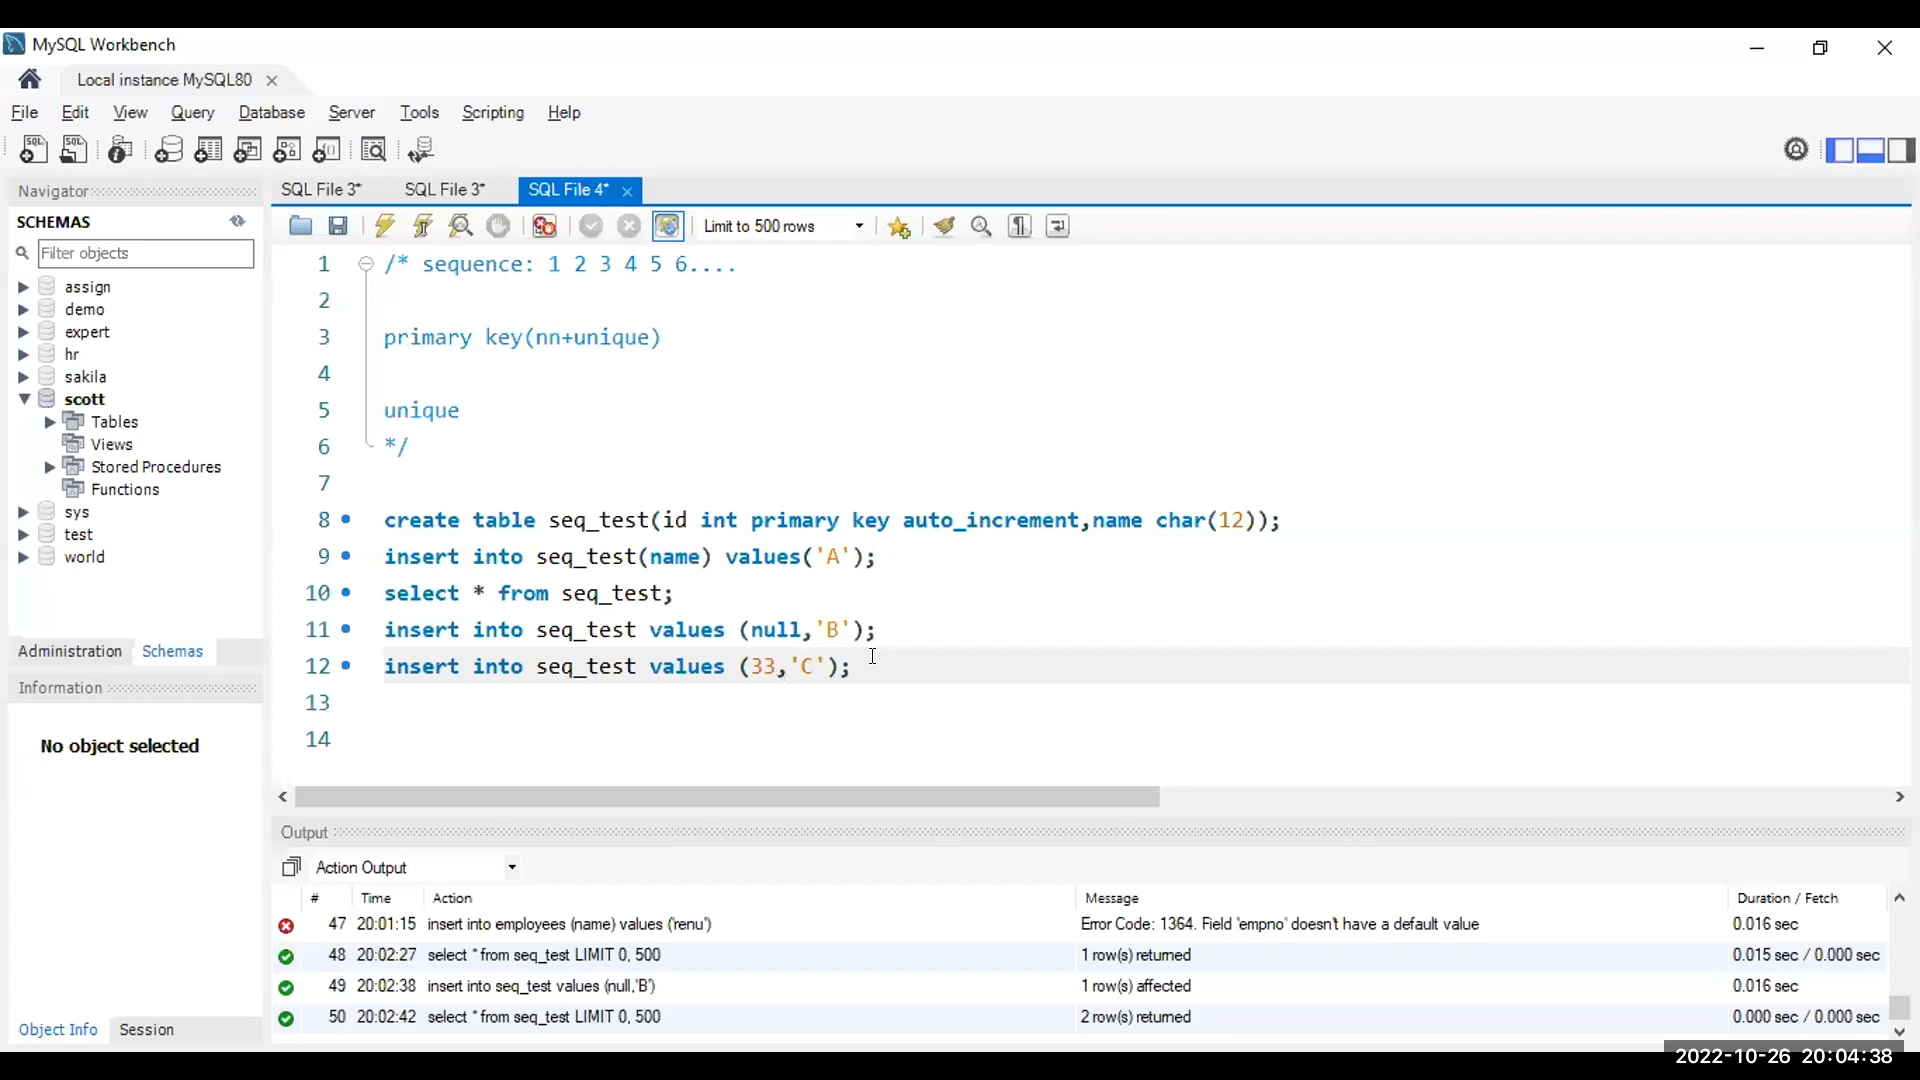 MySQL Workbench
Local instance MySQL80
File Edit View Query Database Server Tools Scripting Help
Navigator
SQL File 3* SQL File 3* SQL File 4*
SCHEMAS
Limit to 500 rows
Filter objects
assign
demo
expert
hr
sakila
scott
Tables
Views
Stored Procedures
Functions
sys
test
world
Administration Schemas
Information
No object selected
Object Info Session
1 /* sequence: 1 2 3 4 5 6....
2
3 primary key(nn+unique)
4
5 unique
6 */
7
8 create table seq_test(id int primary key auto_increment,name char(12));
9 insert into seq_test(name) values('A');
10 select * from seq_test;
11 insert into seq_test values (null,'B');
12 insert into seq_test values (33,'C');
13
14
Output
Action Output
# Time Action Message Duration / Fetch
47 20:01:15 insert into employees (name) values ('renu') Error Code: 1364. Field 'empno' doesn't have a default value 0.016 sec
48 20:02:27 select * from seq_test LIMIT 0, 500 1 row(s) returned 0.015 sec / 0.000 sec
49 20:02:38 insert into seq_test values (null,'B') 1 row(s) affected 0.016 sec
50 20:02:42 select * from seq_test LIMIT 0, 500 2 row(s) returned 0.000 sec / 0.000 sec
2022-10-26 20:04:38